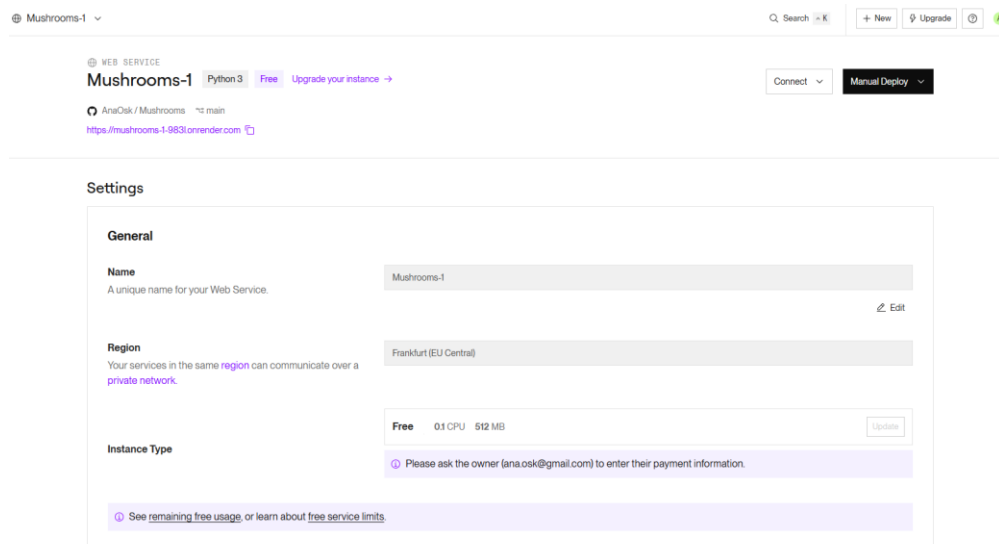 Mushrooms-1
Search ^ K
+ New
Upgrade
WEB SERVICE
Mushrooms-1 Python 3 Free Upgrade your instance →
Connect
Manual Deploy
AnaOsk / Mushrooms main
https://mushrooms-1-983l.onrender.com
Settings
General
Name
A unique name for your Web Service.
Mushrooms-1
Edit
Region
Your services in the same region can communicate over a
private network.
Frankfurt (EU Central)
Instance Type
Free 0.1 CPU 512 MB
Update
Please ask the owner (ana.osk@gmail.com) to enter their payment information.
See remaining free usage, or learn about free service limits.